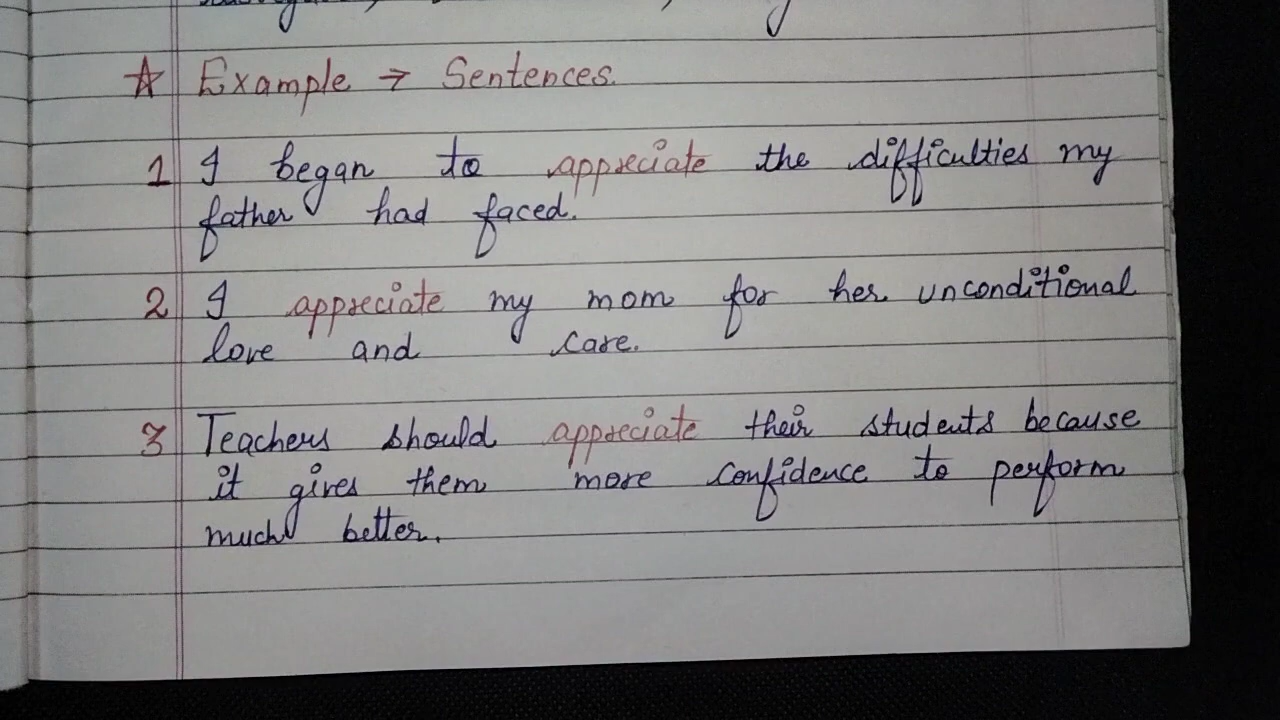 ☆ Example → Sentences.
1 I began to appreciate the difficulties my
father had faced.
2 I appreciate my mom for her unconditional
love and care.
3 Teachers should appreciate their students because
it gives them more confidence to perform
much better.